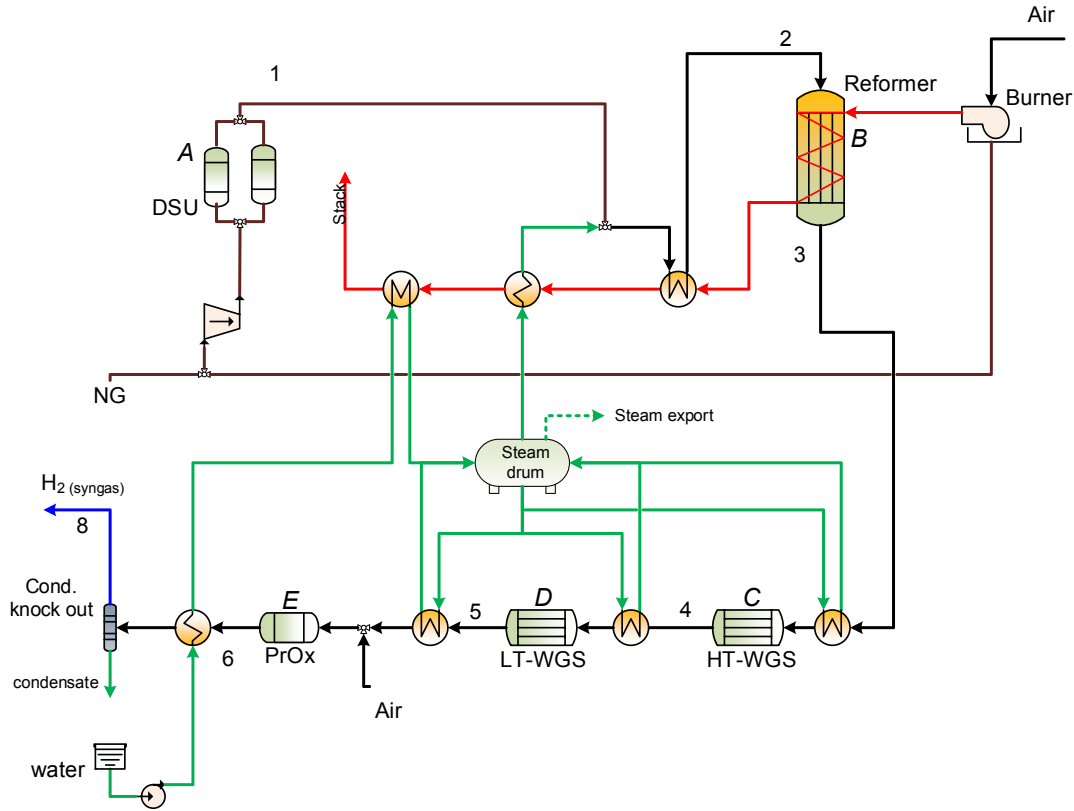 Air
2
1
Reformer
Burner
A
B
DSU
Stack
3
NG
Steam export
Steam
drum
H2 (syngas)
8
Cond.
knock out
E
5
D
4
C
PrOx
6
LT-WGS
HT-WGS
condensate
Air
water